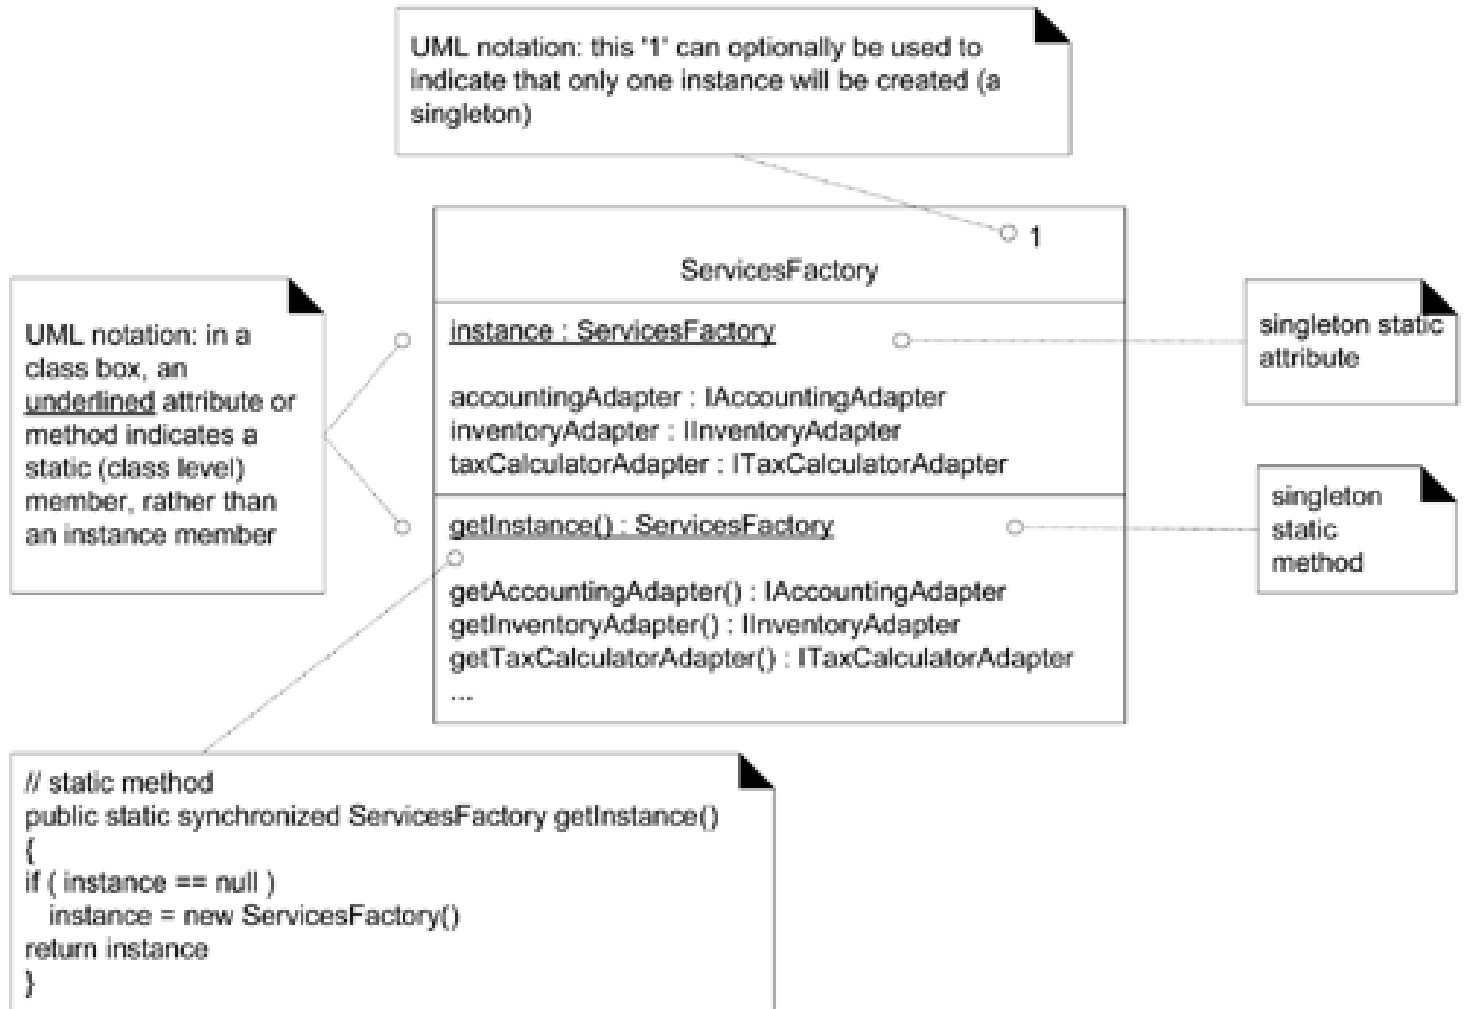 UML notation: this '1' can optionally be used to
indicate that only one instance will be created (a
singleton)
1
ServicesFactory
UML notation: in a
class box, an
underlined attribute or
method indicates a
static (class level)
member, rather than
an instance member
instance : ServicesFactory
accountingAdapter : IAccountingAdapter
inventoryAdapter : IInventoryAdapter
taxCalculatorAdapter : ITaxCalculatorAdapter
singleton static
attribute
getInstance() : ServicesFactory
getAccountingAdapter() : IAccountingAdapter
getInventoryAdapter() : IInventoryAdapter
getTaxCalculatorAdapter() : ITaxCalculatorAdapter
...
singleton
static
method
// static method
public static synchronized ServicesFactory getInstance()
{
if ( instance == null )
instance = new ServicesFactory()
return instance
}